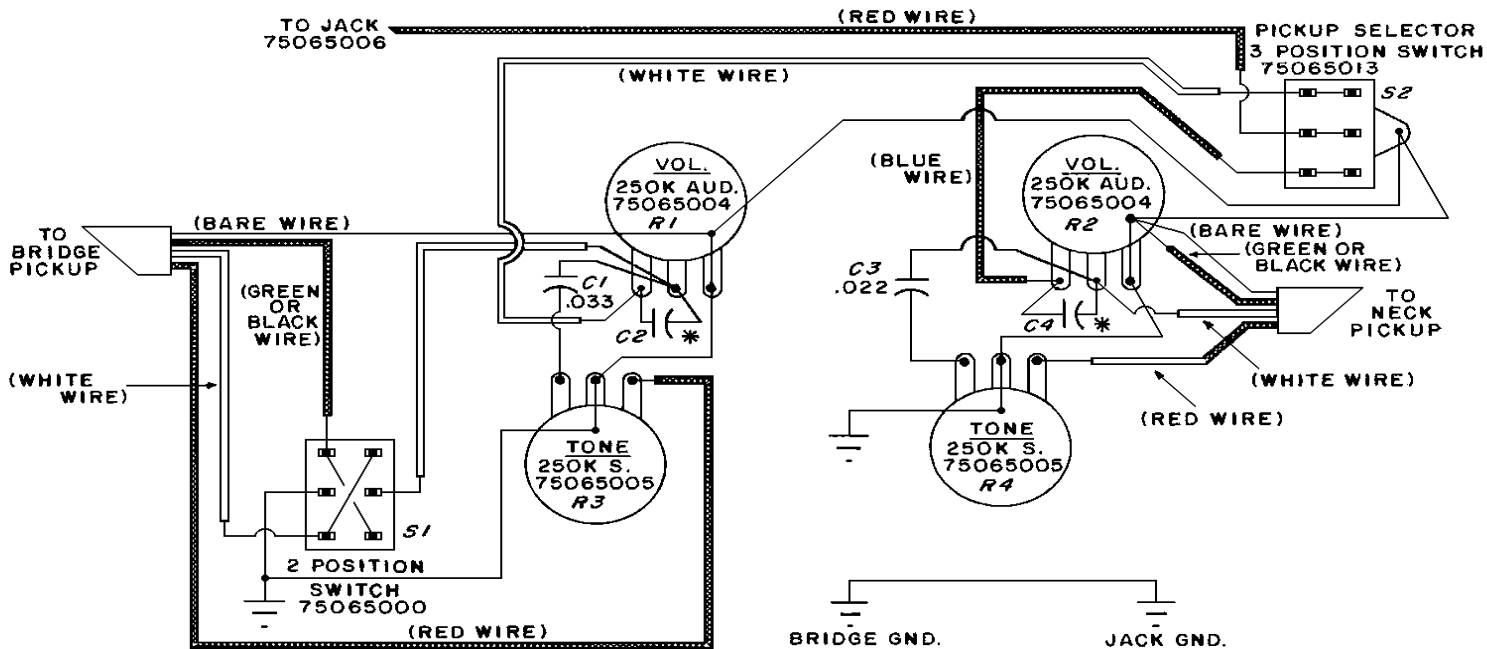 TO JACK
75065006
(RED WIRE)
PICKUP SELECTOR
3 POSITION SWITCH
75065013
S2
(WHITE WIRE)
(BLUE
WIRE)
VOL.
250K AUD.
75065004
R1
VOL.
250K AUD.
75065004
R2
(BARE WIRE)
TO
BRIDGE
PICKUP
(BARE WIRE)
(GREEN OR
BLACK WIRE)
C1
.033
C2
*
C3
.022
C4
*
TO
NECK
PICKUP
(GREEN
OR
BLACK
WIRE)
(WHITE
WIRE)
(WHITE WIRE)
(RED WIRE)
TONE
250K S.
75065005
R3
TONE
250K S.
75065005
R4
S1
2 POSITION
SWITCH
75065000
(RED WIRE)
BRIDGE GND.
JACK GND.